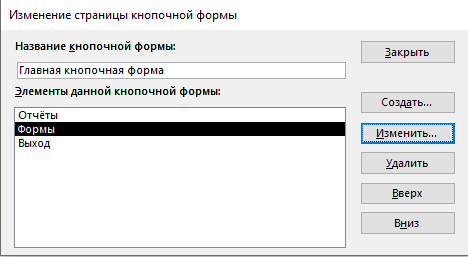 Изменение страницы кнопочной формы
Название кнопочной формы:
Закрыть
Главная кнопочная форма
Элементы данной кнопочной формы:
Создать...
Отчёты
Формы
Изменить...
Выход
Удалить
Вверх
Вниз